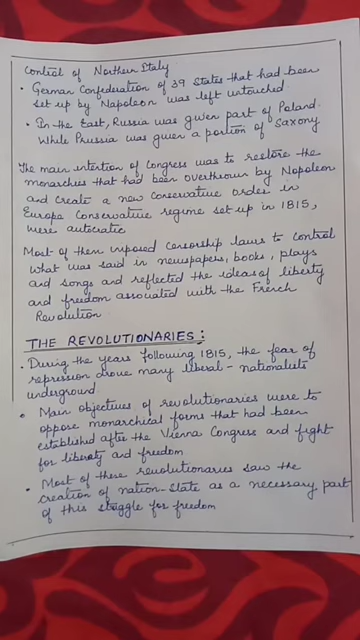 Control of Northern Italy
• German Confederation of 39 States that had been
set up by Napoleon was left untouched.
• In the East, Russia was given part of Poland.
While Prussia was given a portion of Saxony
The main intention of Congress was to restore the
monarchies that had been overthrown by Napoleon
and create a new conservative order in
Europe Conservative regime set up in 1815,
were autocratic
Most of them imposed censorship laws to control
what was said in newspapers, books, plays
and songs and reflected the ideas of liberty
and freedom associated with the French
Revolution
THE REVOLUTIONARIES:
• During the years following 1815, the fear of
repression drove many liberal-nationalists
underground.
• Main objectives of revolutionaries were to
oppose monarchical forms that had been
established after the Vienna Congress and fight
for liberaty and freedom
• Most of these revolutionaries saw the
creation of nation-state as a necessary part
of this struggle for freedom